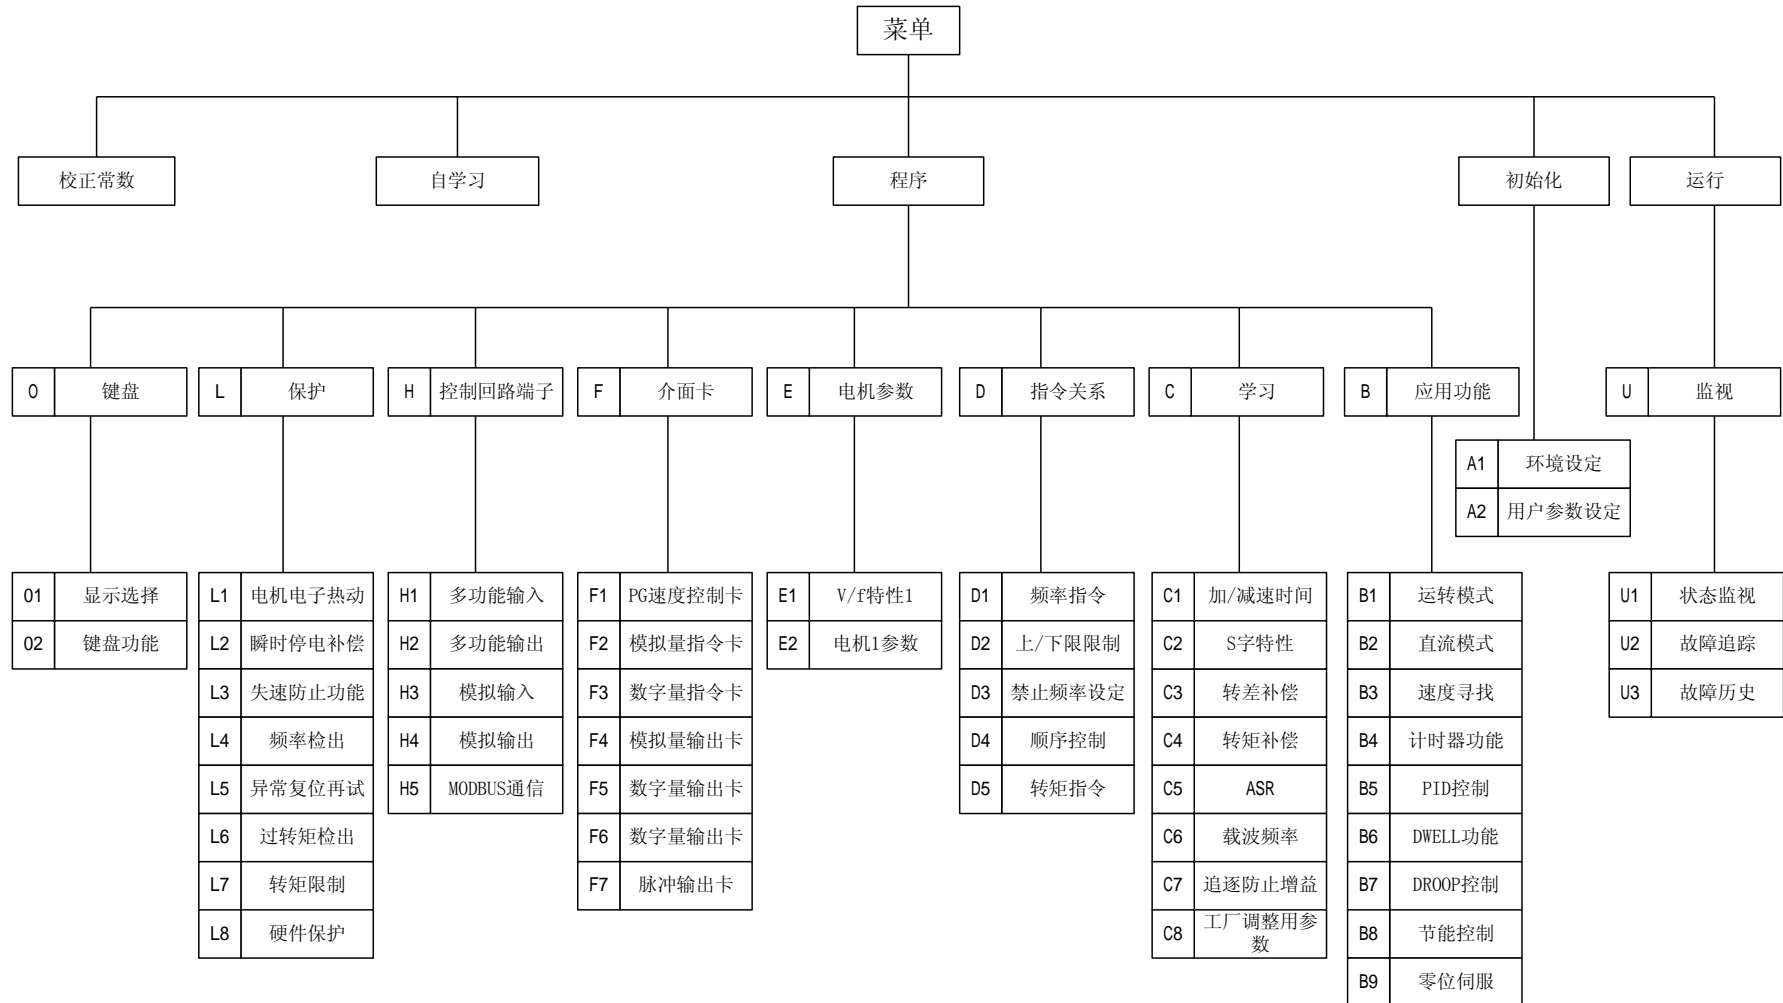 菜单
校正常数
自学习
程序
初始化
运行
O 键盘
L 保护
H 控制回路端子
F 介面卡
E 电机参数
D 指令关系
C 学习
B 应用功能
U 监视
A1 环境设定
A2 用户参数设定
O1 显示选择
O2 键盘功能
L1 电机电子热动
L2 瞬时停电补偿
L3 失速防止功能
L4 频率检出
L5 异常复位再试
L6 过转矩检出
L7 转矩限制
L8 硬件保护
H1 多功能输入
H2 多功能输出
H3 模拟输入
H4 模拟输出
H5 MODBUS通信
F1 PG速度控制卡
F2 模拟量指令卡
F3 数字量指令卡
F4 模拟量输出卡
F5 数字量输出卡
F6 数字量输出卡
F7 脉冲输出卡
E1 V/f特性1
E2 电机1参数
D1 频率指令
D2 上/下限限制
D3 禁止频率设定
D4 顺序控制
D5 转矩指令
C1 加/减速时间
C2 S字特性
C3 转差补偿
C4 转矩补偿
C5 ASR
C6 载波频率
C7 追逐防止增益
C8 工厂调整用参
数
B1 运转模式
B2 直流模式
B3 速度寻找
B4 计时器功能
B5 PID控制
B6 DWELL功能
B7 DROOP控制
B8 节能控制
B9 零位伺服
U1 状态监视
U2 故障追踪
U3 故障历史